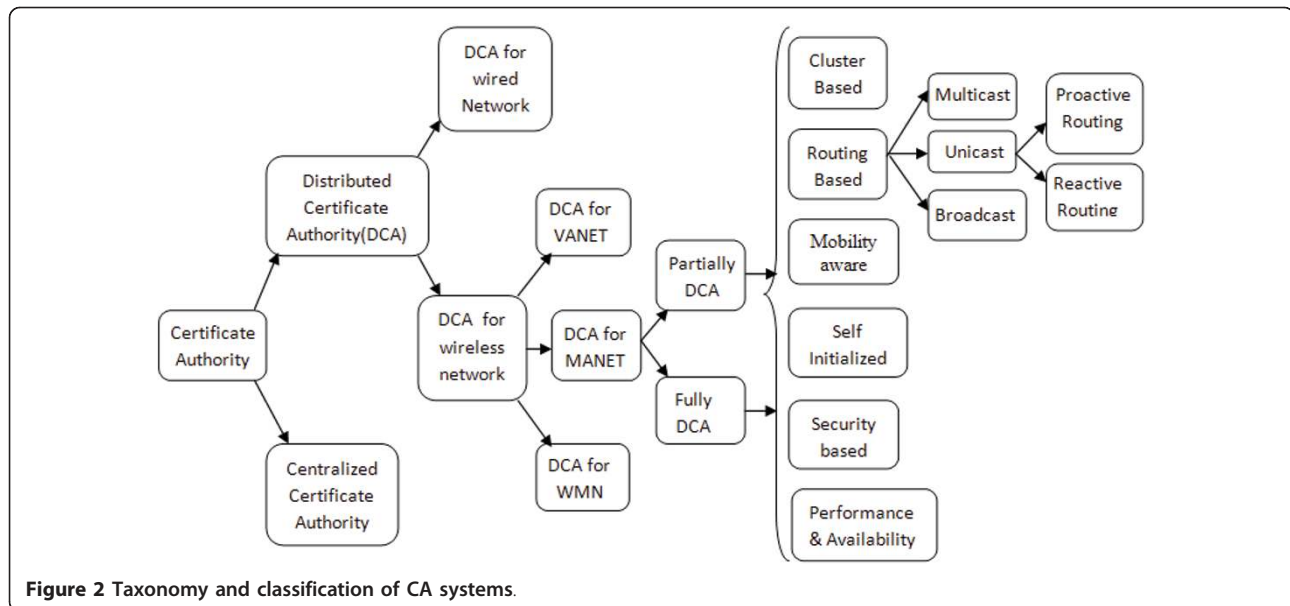 DCA for
wired
Network
Distributed
Certificate
Authority(DCA)
DCA for
VANET
Certificate
Authority
DCA for
wireless
network
DCA for
MANET
Partially
DCA
Fully
DCA
Centralized
Certificate
Authority
DCA for
WMN
Cluster
Based
Routing
Based
Multicast
Unicast
Broadcast
Proactive
Routing
Reactive
Routing
Mobility
aware
Self
Initialized
Security
based
Performance
& Availability
Figure 2 Taxonomy and classification of CA systems.